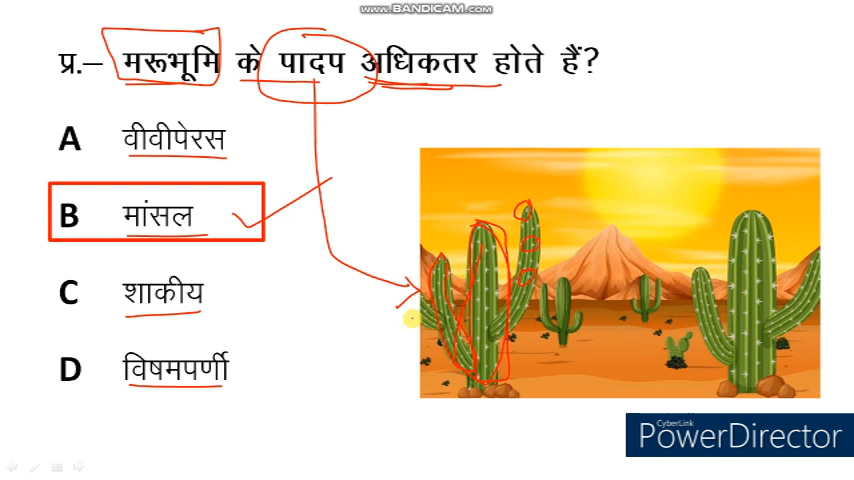 www.BANDICAM.com
प्र.– मरूभूमि के पादप अधिकतर होते हैं?
A वीवीपेरस
B मांसल
C शाकीय
D विषमपर्णी
CyberLink
PowerDirector